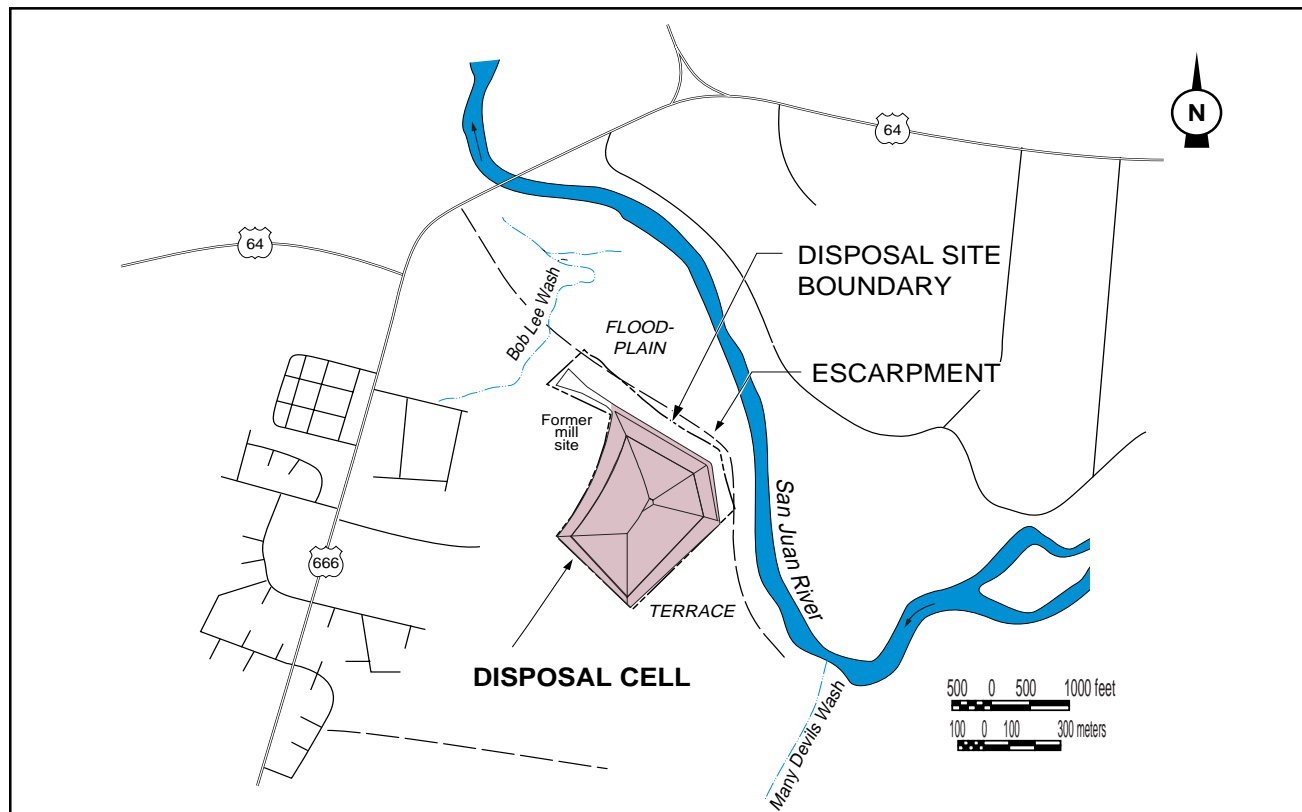 N
64
64
DISPOSAL SITE
BOUNDARY
Bob Lee Wash
FLOOD-
PLAIN
ESCARPMENT
Former
mill
site
San Juan River
666
TERRACE
DISPOSAL CELL
Many Devils Wash
500 0 500 1000 feet
100 0 100 300 meters